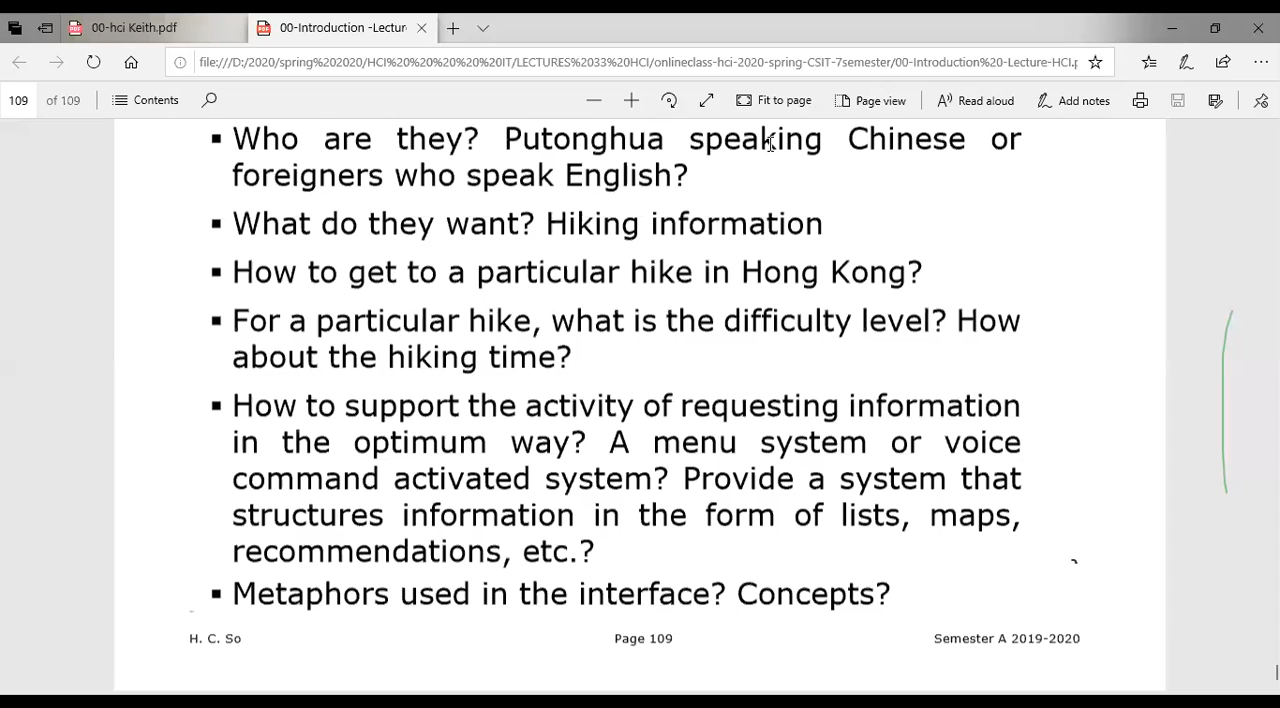 00-hci Keith.pdf
00-Introduction -Lectur
file:///D:/2020/spring%202020/HCI%20%20%20%20%20IT/LECTURES%2033%20HCI/onlineclass-hci-2020-spring-CSIT-7semester/00-Introduction%20-Lecture-HCI.p
109 of 109 Contents Fit to page Page view Read aloud Add notes
▪ Who are they? Putonghua speaking Chinese or
foreigners who speak English?
▪ What do they want? Hiking information
▪ How to get to a particular hike in Hong Kong?
▪ For a particular hike, what is the difficulty level? How
about the hiking time?
▪ How to support the activity of requesting information
in the optimum way? A menu system or voice
command activated system? Provide a system that
structures information in the form of lists, maps,
recommendations, etc.?
▪ Metaphors used in the interface? Concepts?
H. C. So Page 109 Semester A 2019-2020